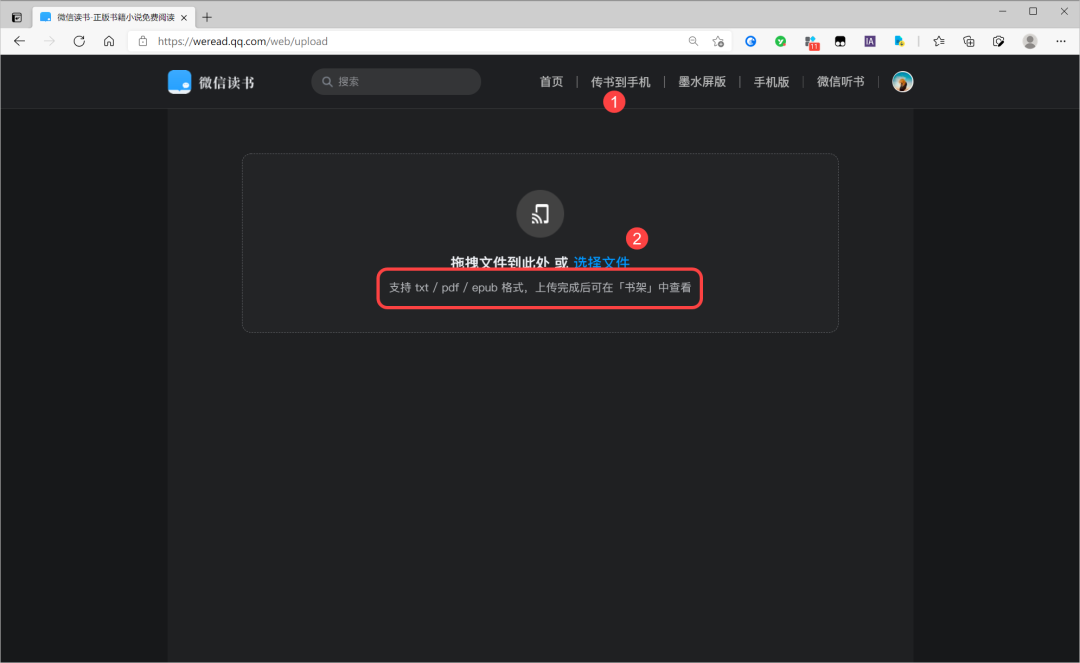 微信读书-正版书籍小说免费阅读
https://weread.qq.com/web/upload
11
IA
微信读书
搜索
首页 | 传书到手机 | 墨水屏版 | 手机版 | 微信听书 |
1
2
拖拽文件到此处 或 选择文件
支持 txt / pdf / epub 格式，上传完成后可在「书架」中查看